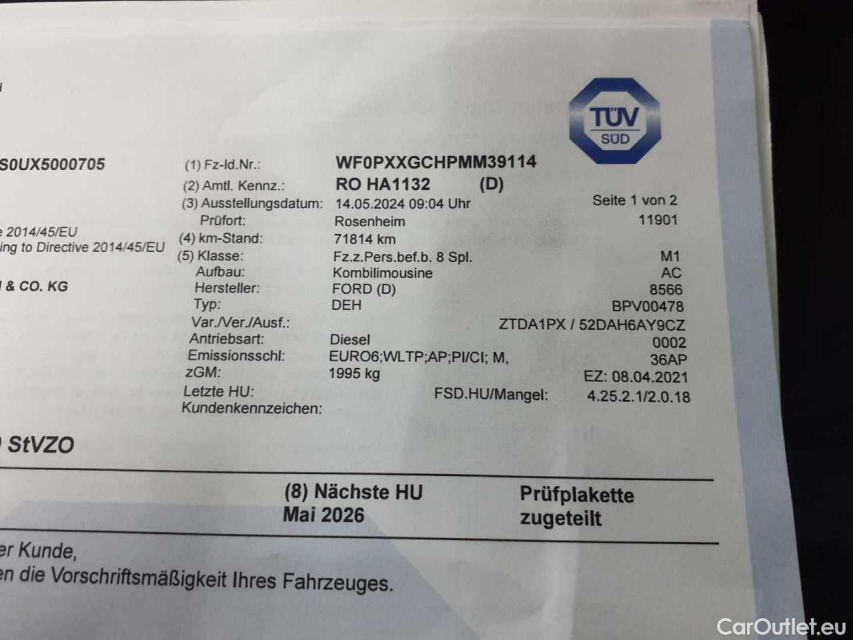 TÜV
SÜD
S0UX5000705
(1) Fz-Id.Nr.: WF0PXXGCHPMM39114
(2) Amtl. Kennz.: RO HA1132 (D)
(3) Ausstellungsdatum: 14.05.2024 09:04 Uhr Seite 1 von 2
Prüfort: Rosenheim 11901
2014/45/EU
(4) km-Stand: 71814 km
ing to Directive 2014/45/EU
(5) Klasse: Fz.z.Pers.bef.b. 8 Spl. M1
Aufbau: Kombilimousine AC
& CO. KG
Hersteller: FORD (D) 8566
Typ: DEH BPV00478
Var./Ver./Ausf.: ZTDA1PX / 52DAH6AY9CZ
Antriebsart: Diesel 0002
Emissionsschl: EURO6;WLTP;AP;PI/CI; M, 36AP
zGM: 1995 kg EZ: 08.04.2021
Letzte HU: FSD.HU/Mangel: 4.25.2.1/2.0.18
Kundenkennzeichen:
StVZO
(8) Nächste HU Prüfplakette
Mai 2026 zugeteilt
er Kunde,
en die Vorschriftsmäßigkeit Ihres Fahrzeuges.
CarOutlet.eu